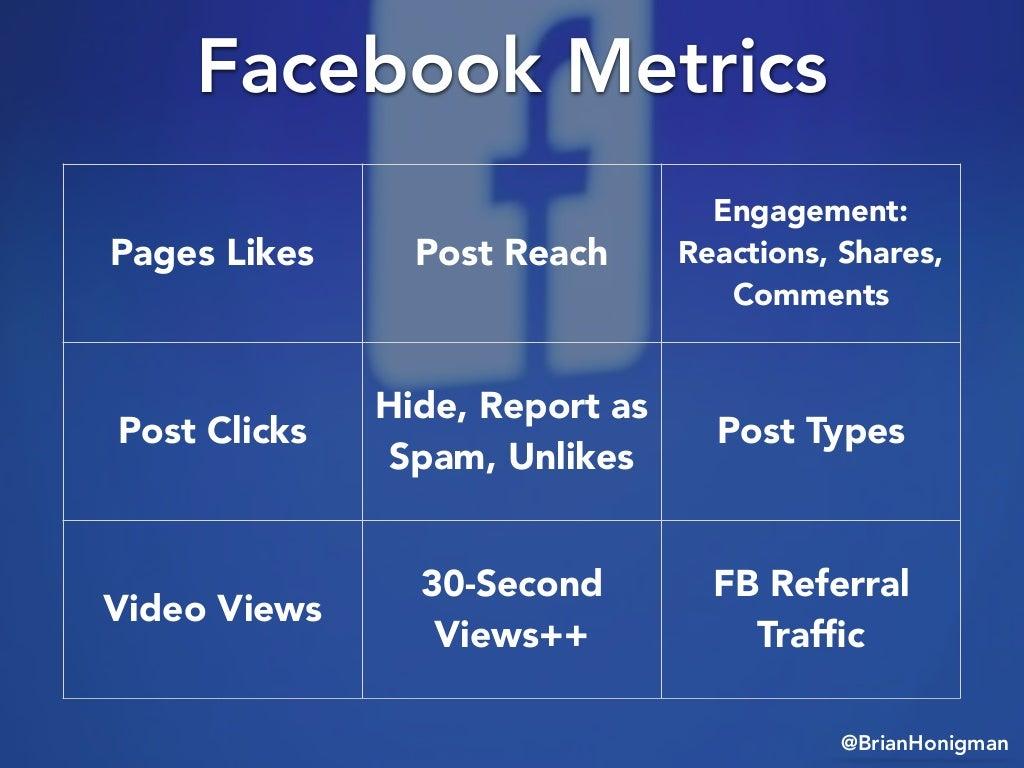 Facebook Metrics
Pages Likes
Post Reach
Engagement:
Reactions, Shares,
Comments
Post Clicks
Hide, Report as
Spam, Unlikes
Post Types
Video Views
30-Second
Views++
FB Referral
Traffic
@BrianHonigman